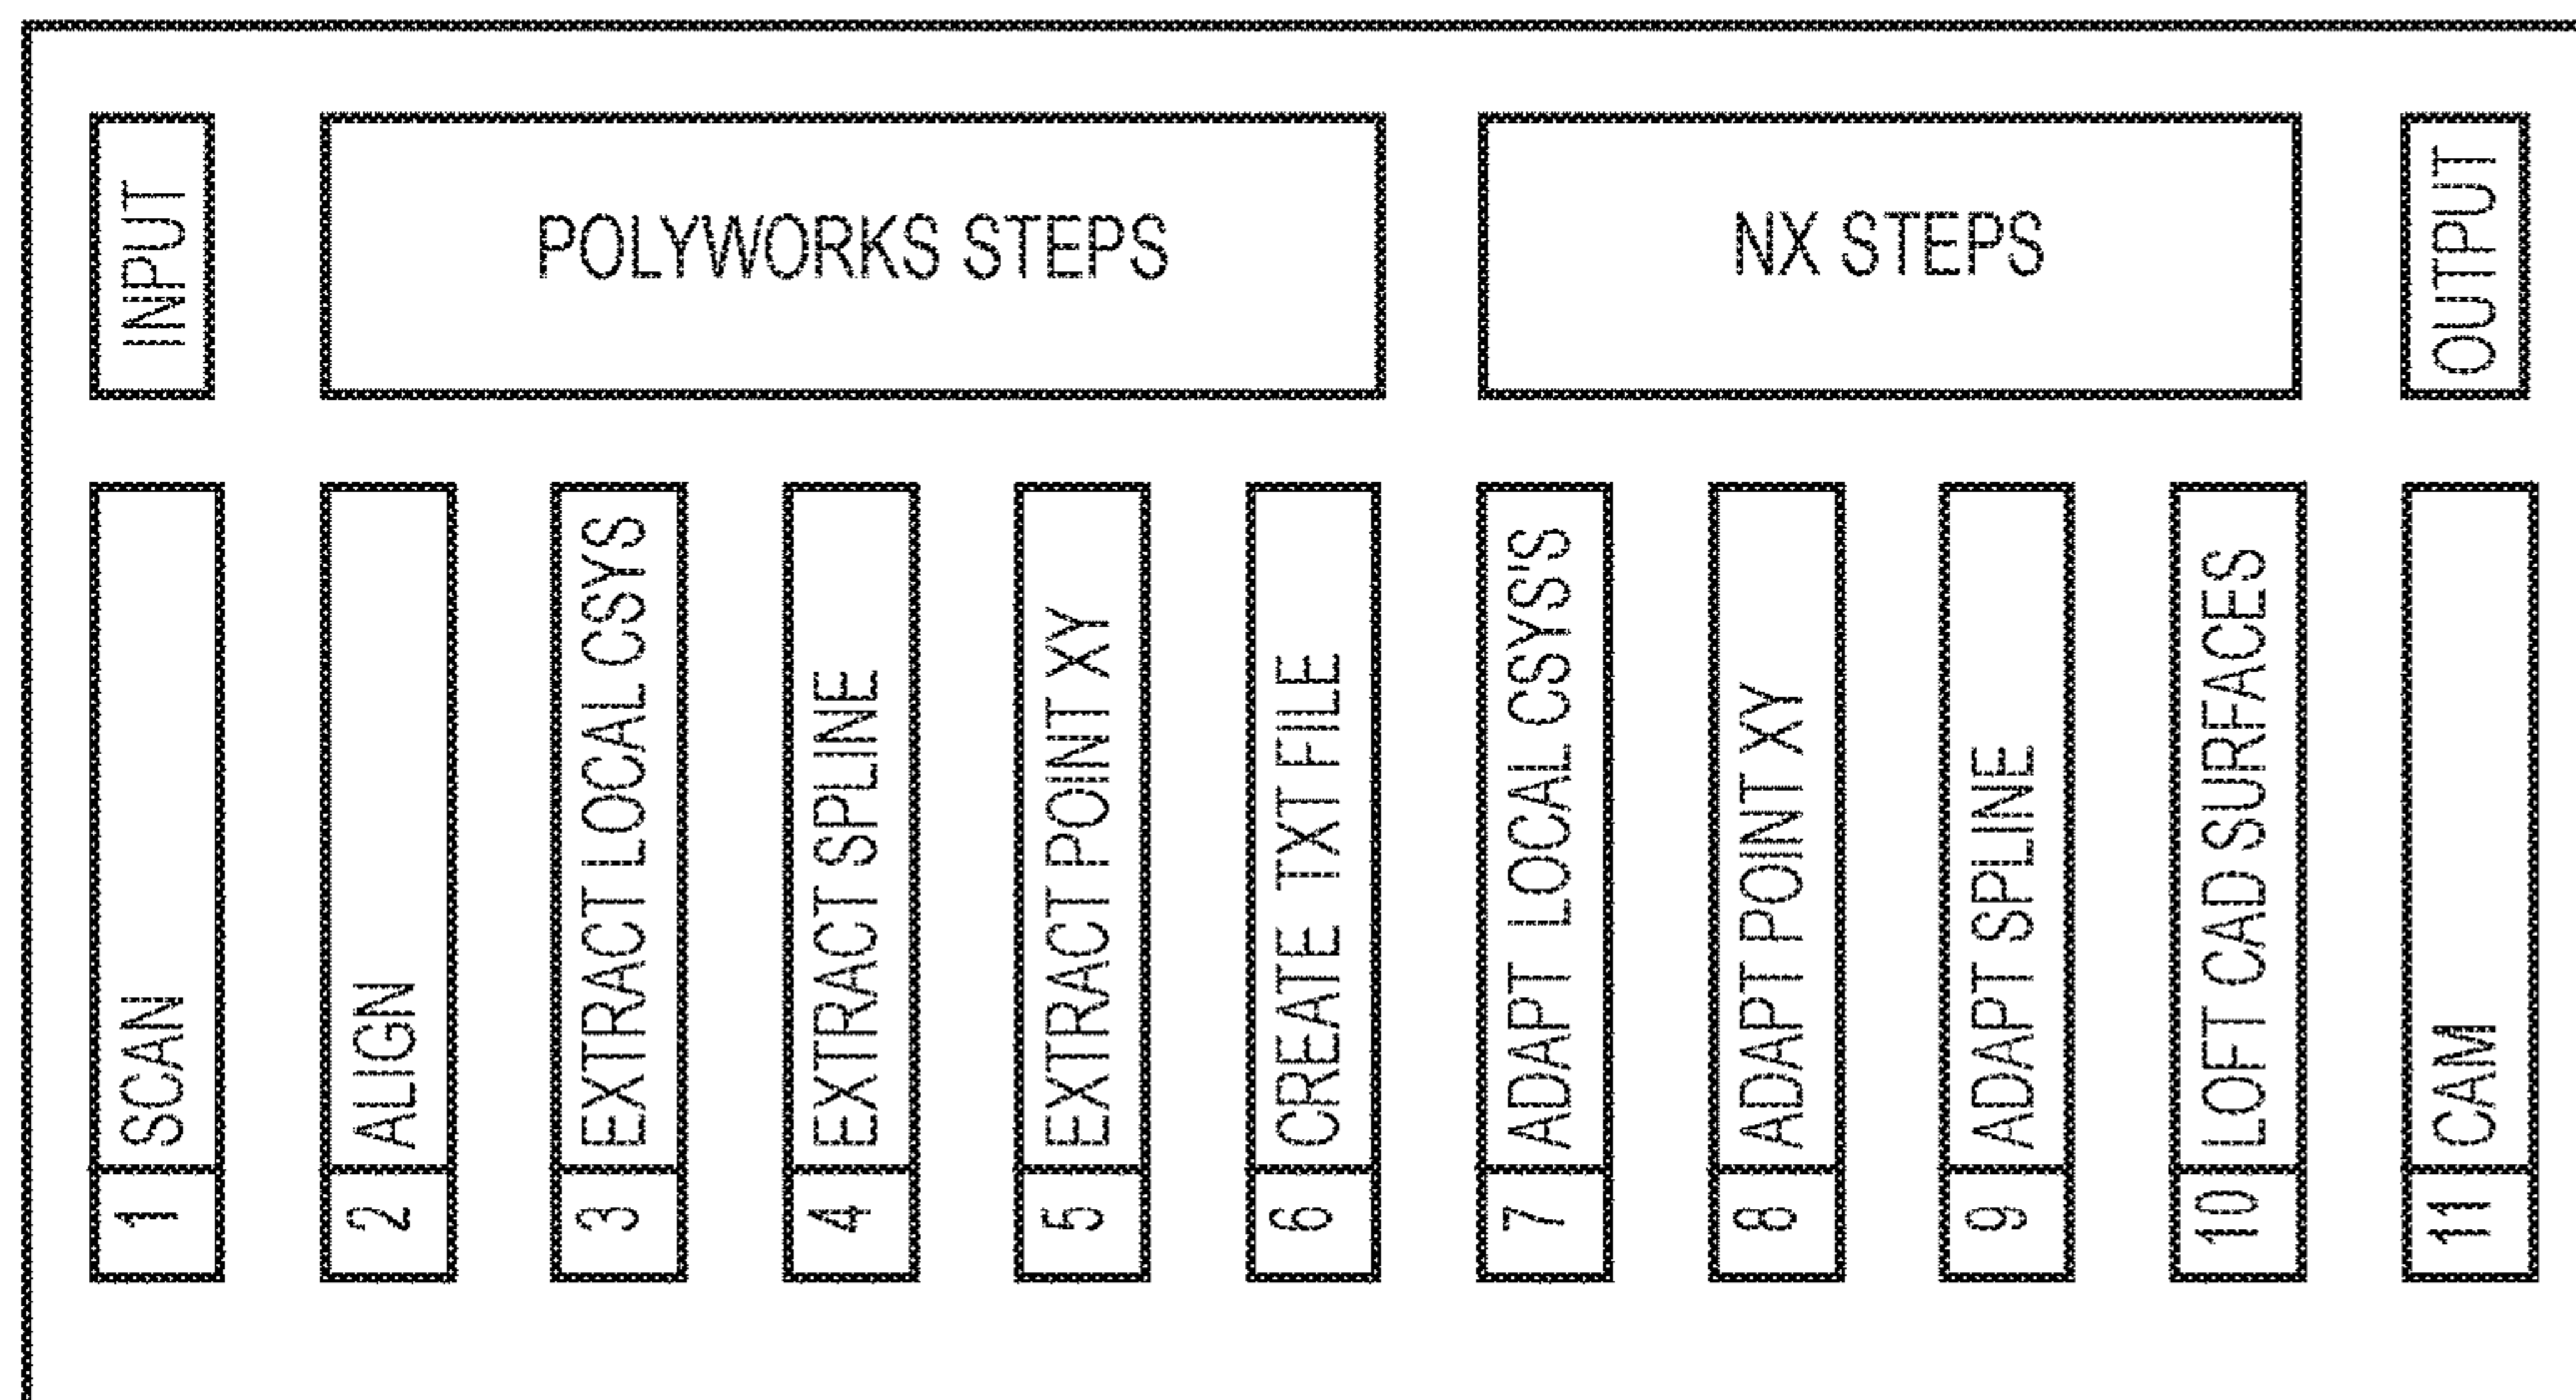 INPUT
POLYWORKS STEPS
NX STEPS
OUTPUT
1 SCAN
2 ALIGN
3 EXTRACT LOCAL CSYS
4 EXTRACT SPLINE
5 EXTRACT POINT XY
6 CREATE TXT FILE
7 ADAPT LOCAL CSYS'S
8 ADAPT POINT XY
9 ADAPT SPLINE
10 LOFT CAD SURFACES
11 CAM